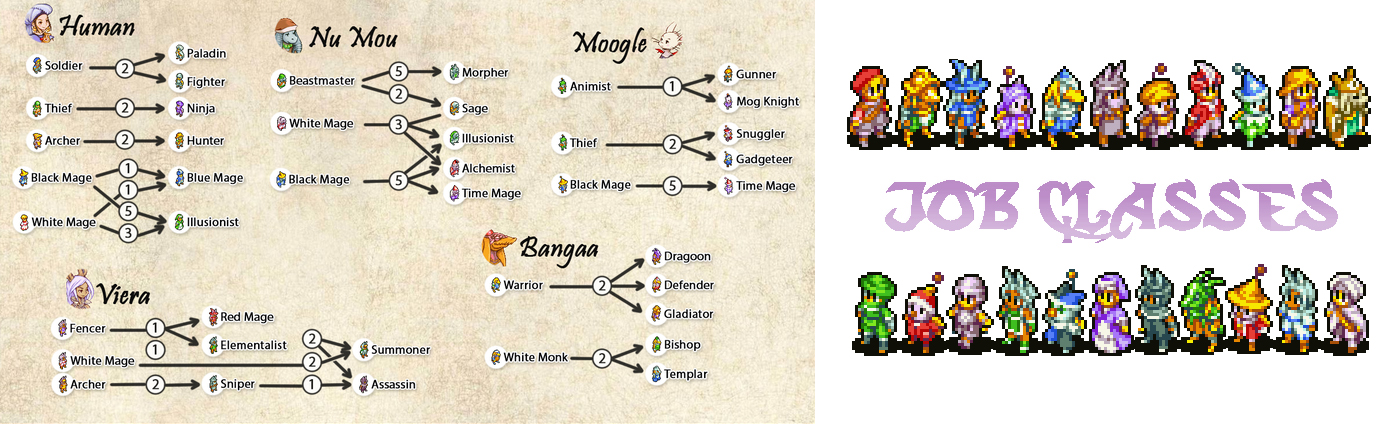 Human
Soldier
2
Paladin
Fighter
Thief
2
Ninja
Archer
2
Hunter
Black Mage
1
1
Blue Mage
White Mage
5
3
Illusionist
Nu Mou
Beastmaster
5
2
Morpher
Sage
White Mage
3
Illusionist
Alchemist
Black Mage
5
Time Mage
Moogle
Animist
1
Gunner
Mog Knight
Thief
2
Snuggler
Gadgeteer
Black Mage
5
Time Mage
Viera
Fencer
1
1
Red Mage
Elementalist
White Mage
2
2
Summoner
Archer
2
Sniper
1
Assassin
Bangaa
Warrior
2
Dragoon
Defender
Gladiator
White Monk
2
Bishop
Templar
JOB CLASSES